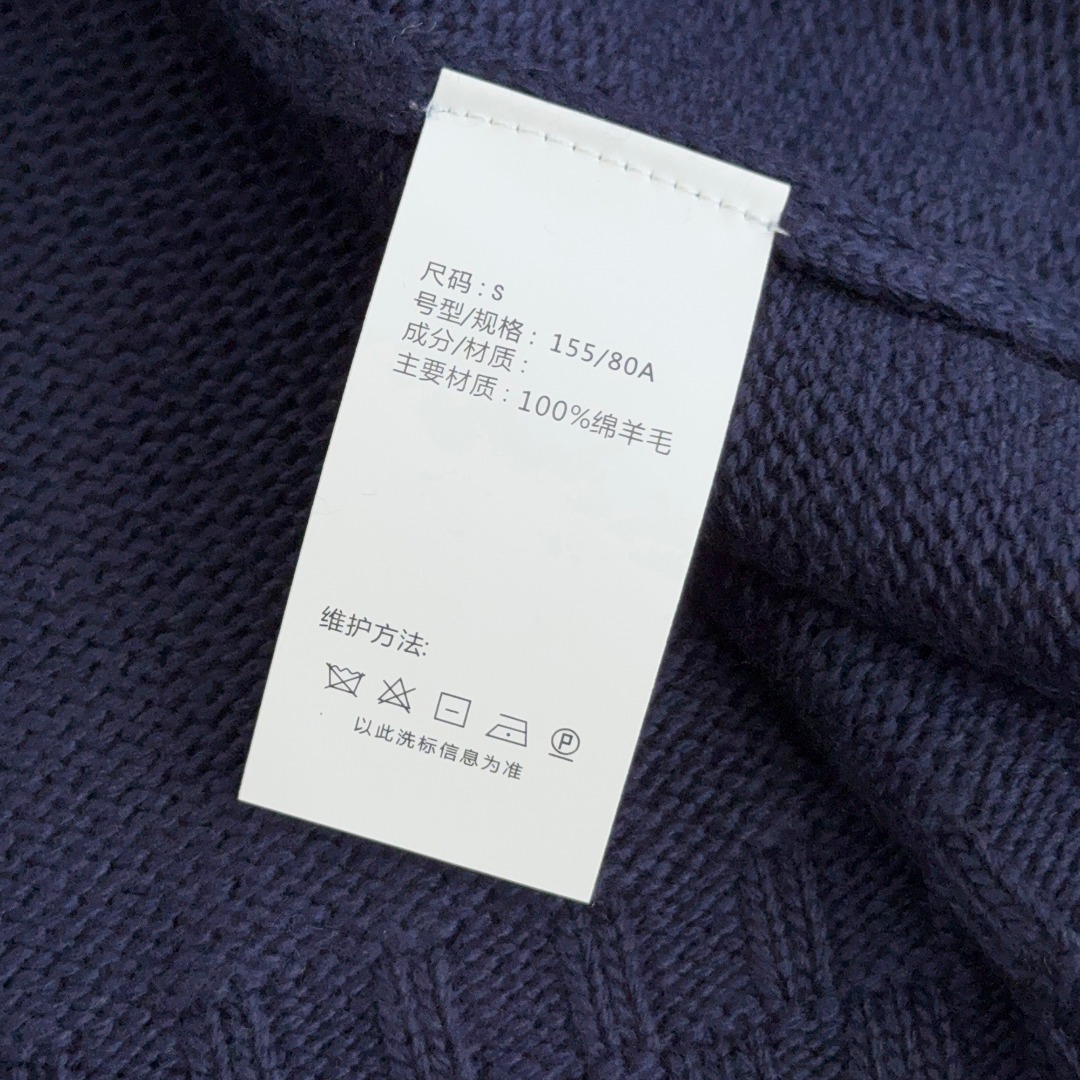 尺码：S
号型/规格：155/80A
成分/材质：
主要材质：100%绵羊毛
维护方法:
P
以此洗标信息为准